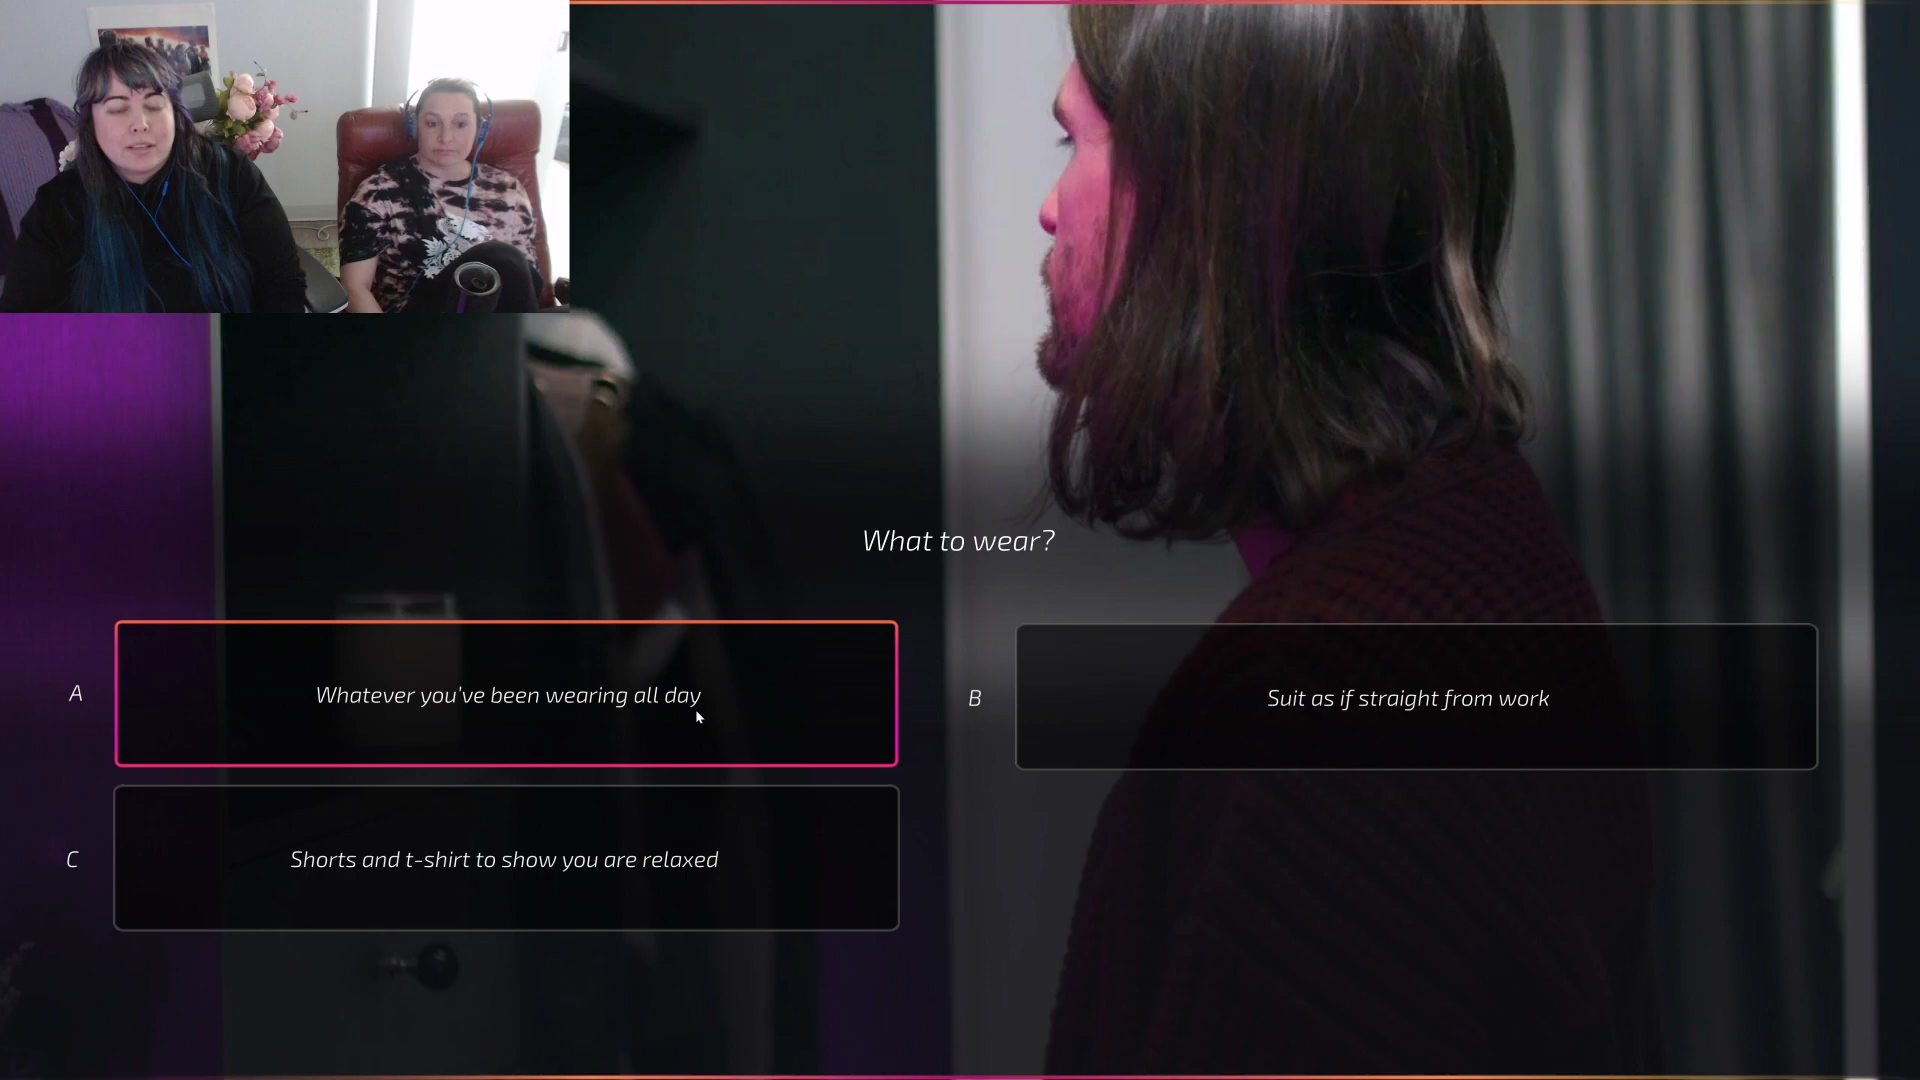 What to wear?
A
Whatever you've been wearing all day
B
Suit as if straight from work
C
Shorts and t-shirt to show you are relaxed